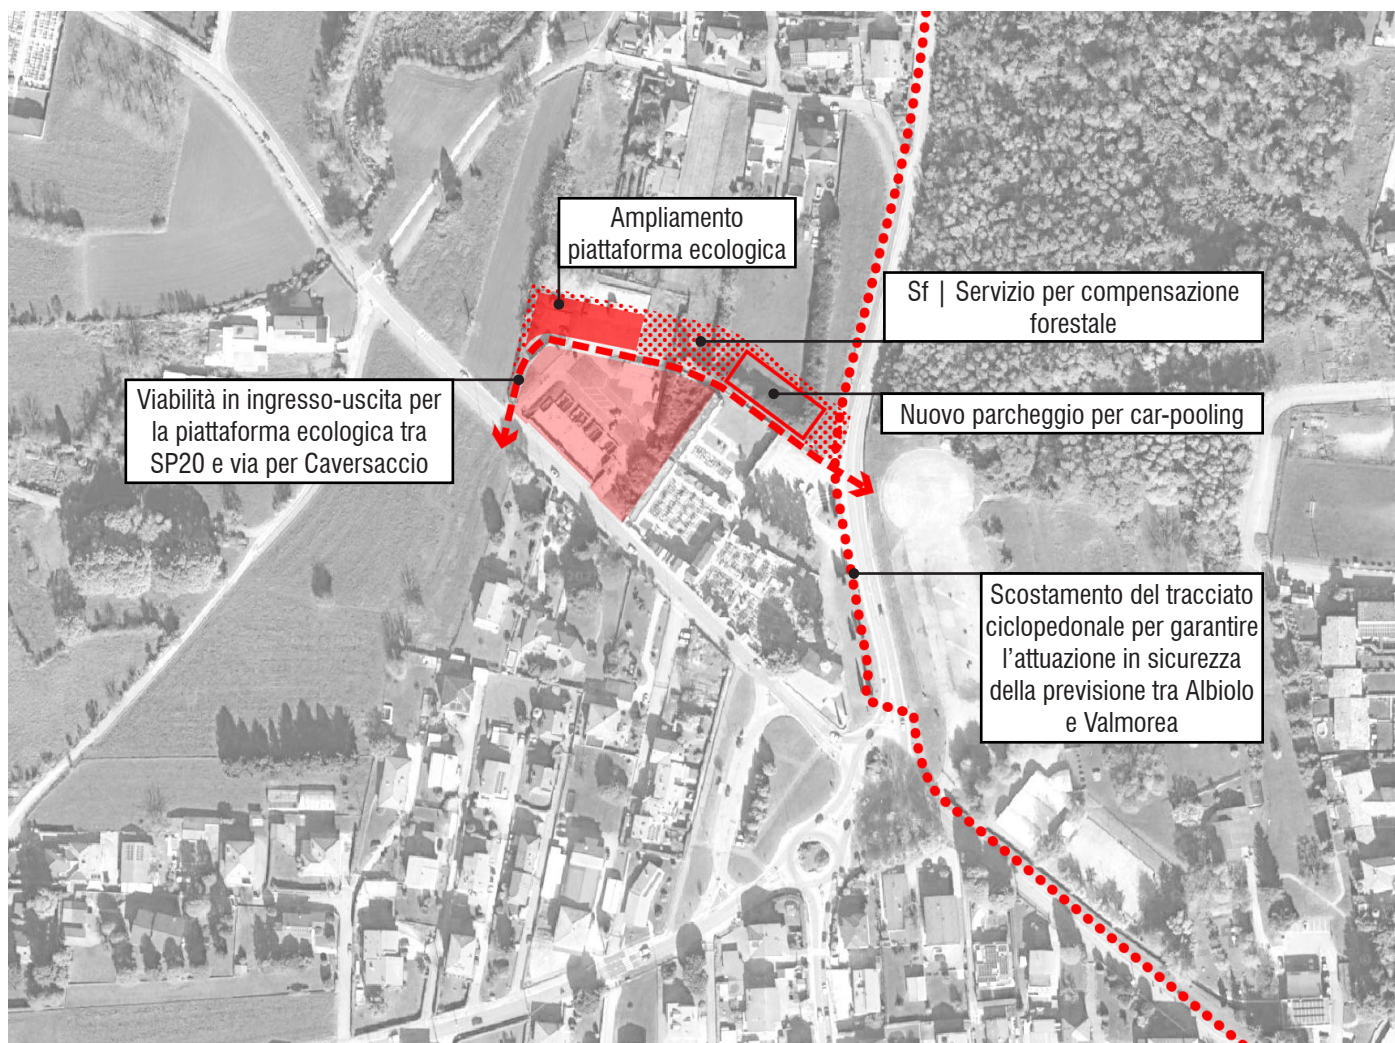 Ampliamento
piattaforma ecologica
Sf | Servizio per compensazione
forestale
Viabilità in ingresso-uscita per
la piattaforma ecologica tra
SP20 e via per Caversaccio
Nuovo parcheggio per car-pooling
Scostamento del tracciato
ciclopedonale per garantire
l'attuazione in sicurezza
della previsione tra Albiolo
e Valmorea